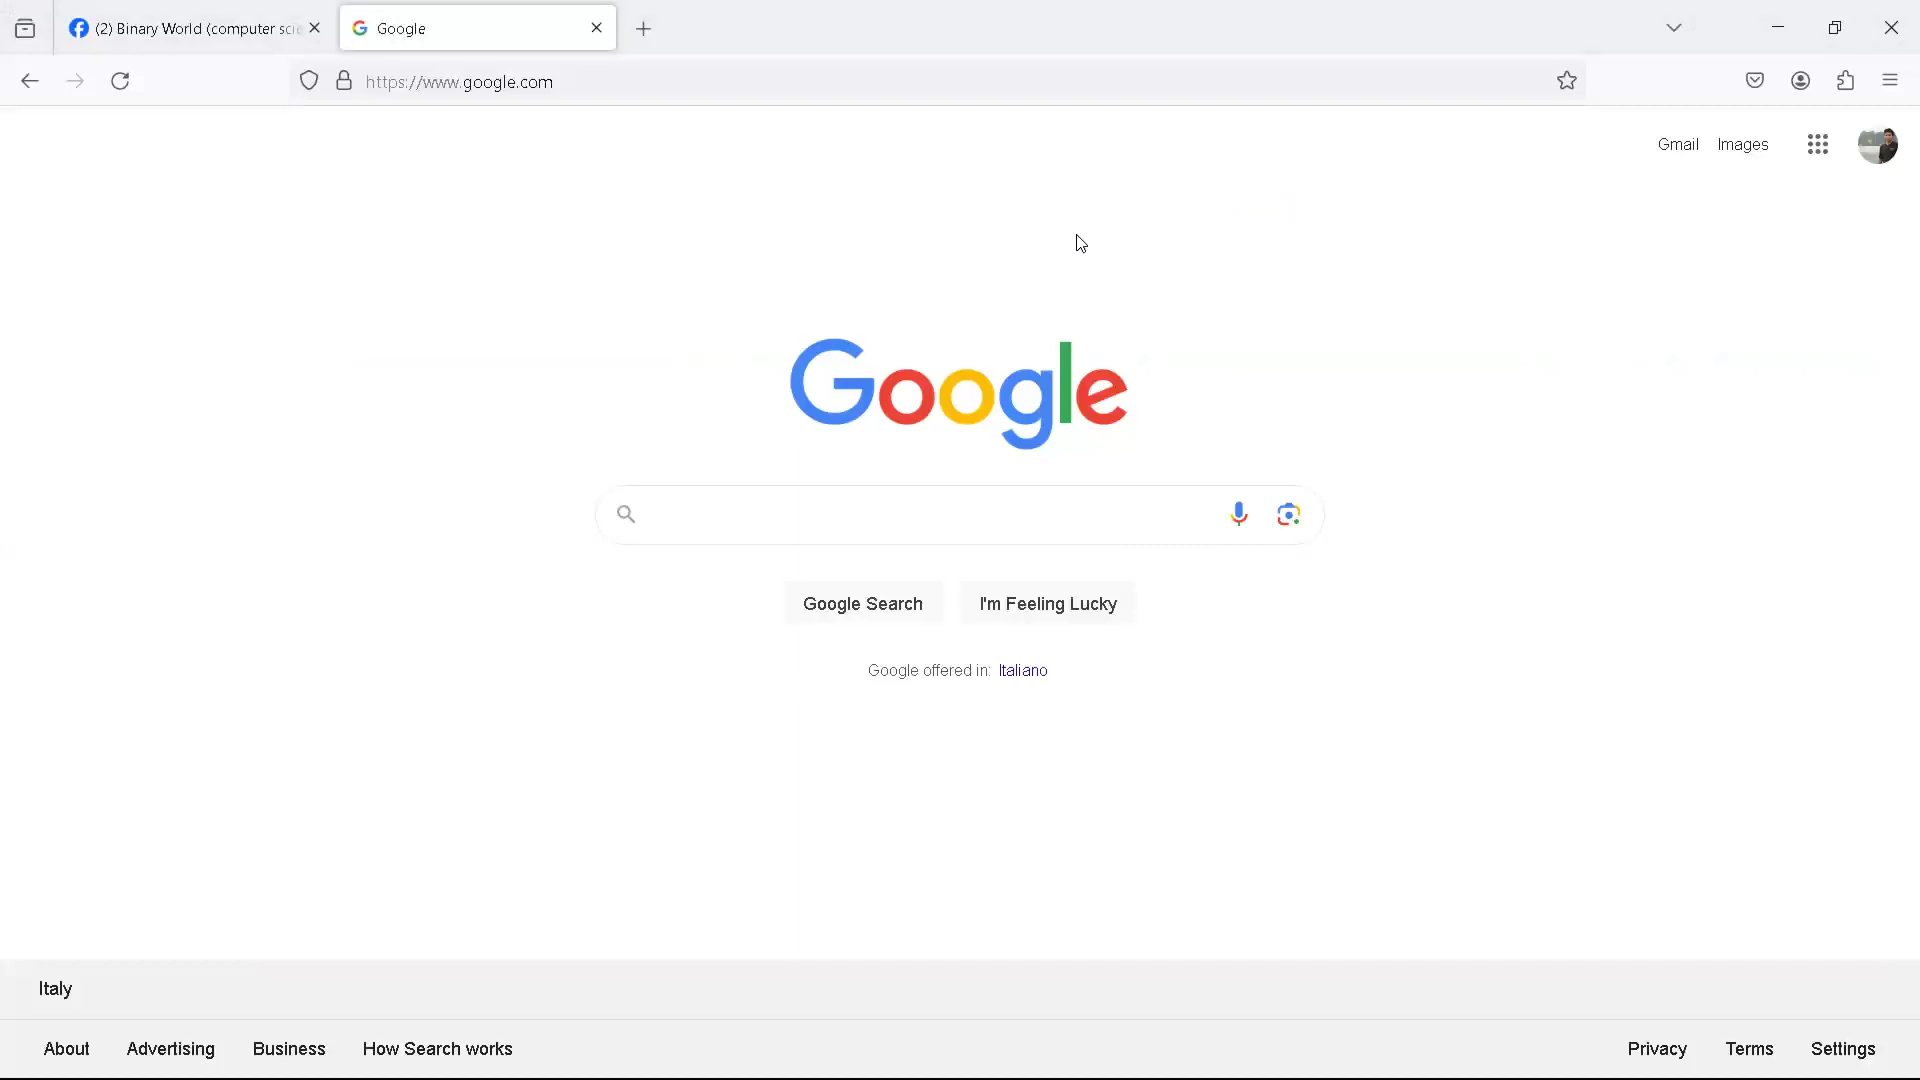 (2) Binary World (computer scie
Google
https://www.google.com
Gmail Images
Google
Google Search I'm Feeling Lucky
Google offered in: Italiano
Italy
About Advertising Business How Search works Privacy Terms Settings